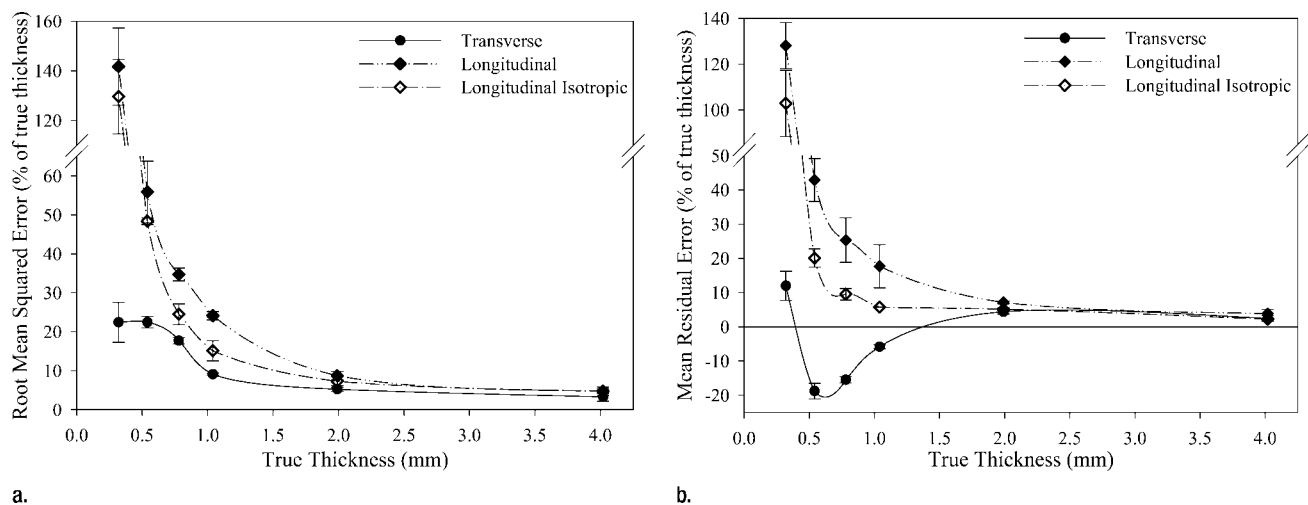 Root Mean Squared Error (% of true thickness)
160
140
120
60
50
40
30
20
10
0
Transverse
Longitudinal
Longitudinal Isotropic
0.0 0.5 1.0 1.5 2.0 2.5 3.0 3.5 4.0
True Thickness (mm)
a.
Mean Residual Error (% of true thickness)
140
120
100
50
40
30
20
10
0
-10
-20
Transverse
Longitudinal
Longitudinal Isotropic
0.0 0.5 1.0 1.5 2.0 2.5 3.0 3.5 4.0
True Thickness (mm)
b.